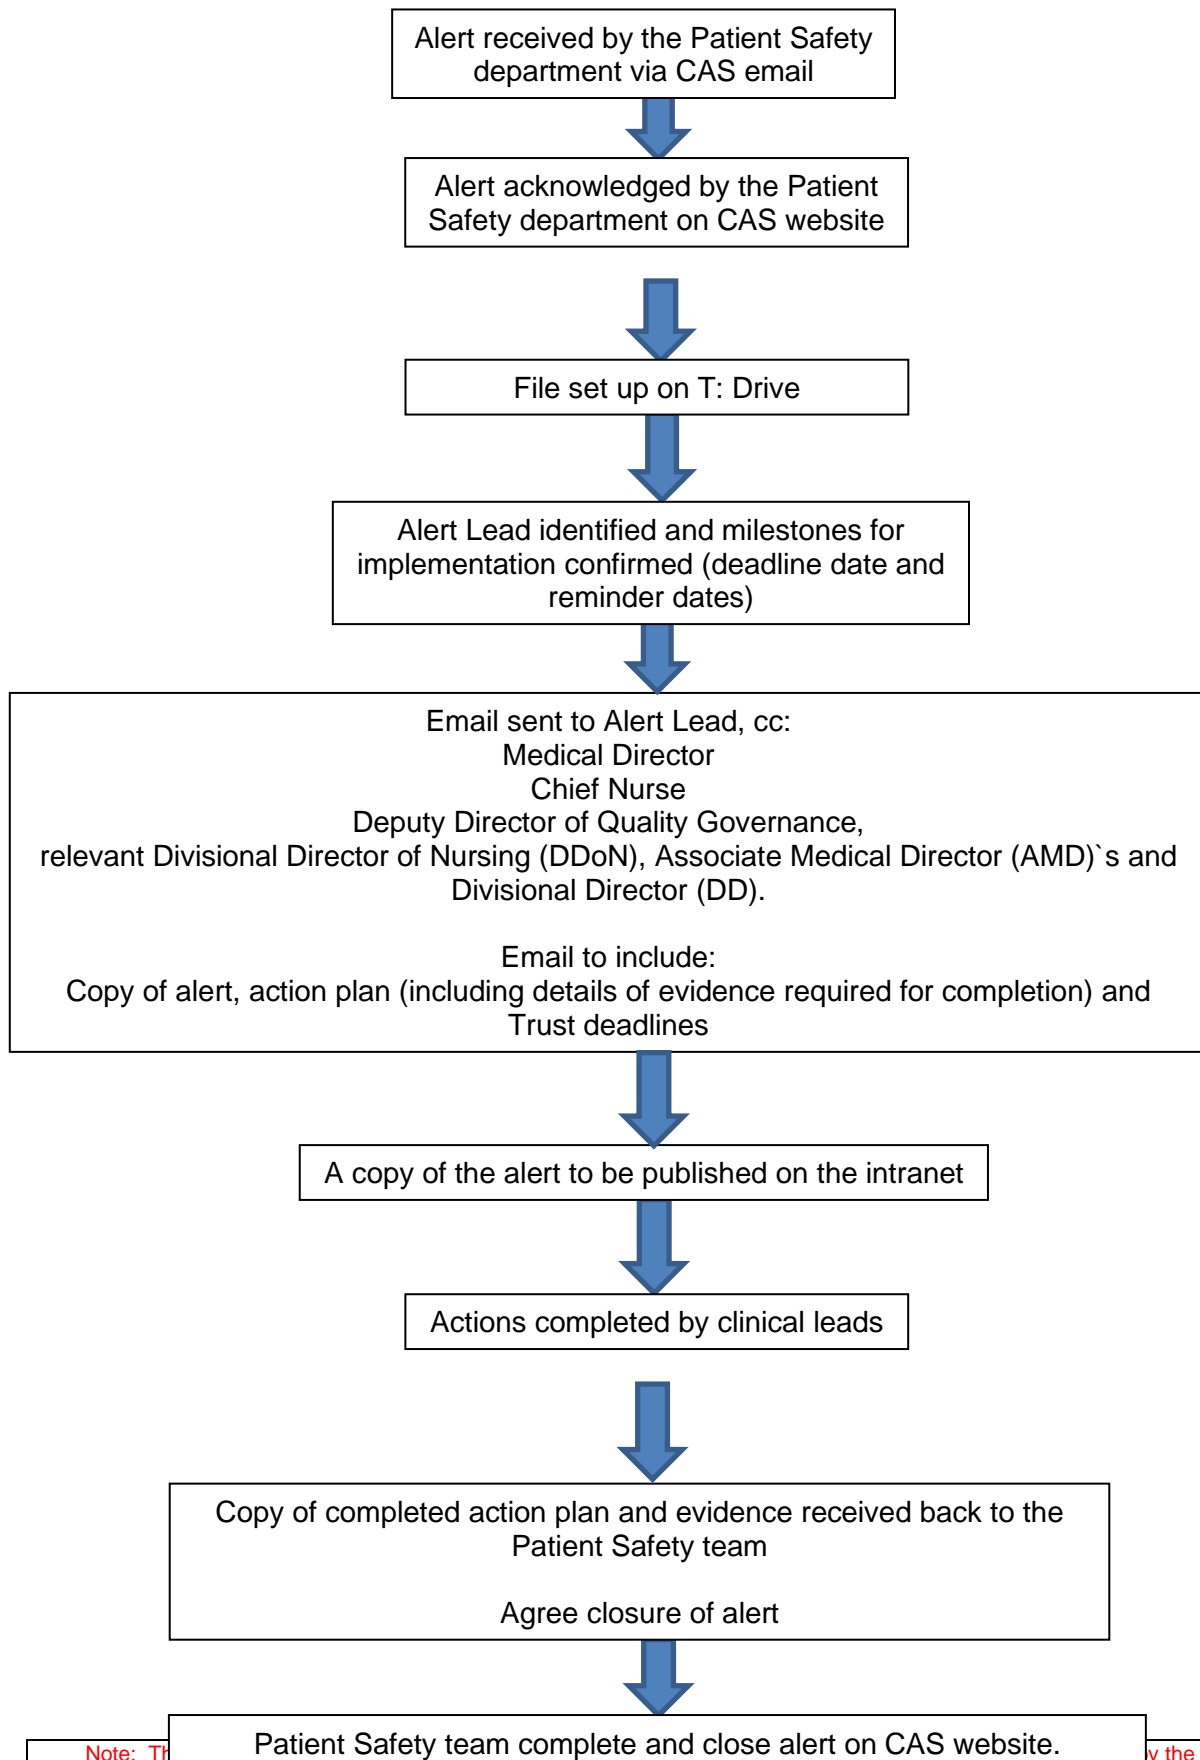 Alert received by the Patient Safety
department via CAS email
Alert acknowledged by the Patient
Safety department on CAS website
File set up on T: Drive
Alert Lead identified and milestones for
implementation confirmed (deadline date and
reminder dates)
Email sent to Alert Lead, cc:
Medical Director
Chief Nurse
Deputy Director of Quality Governance,
relevant Divisional Director of Nursing (DDoN), Associate Medical Director (AMD)`s and
Divisional Director (DD).
Email to include:
Copy of alert, action plan (including details of evidence required for completion) and
Trust deadlines
A copy of the alert to be published on the intranet
Actions completed by clinical leads
Copy of completed action plan and evidence received back to the
Patient Safety team
Agree closure of alert
Patient Safety team complete and close alert on CAS website.
Note: the